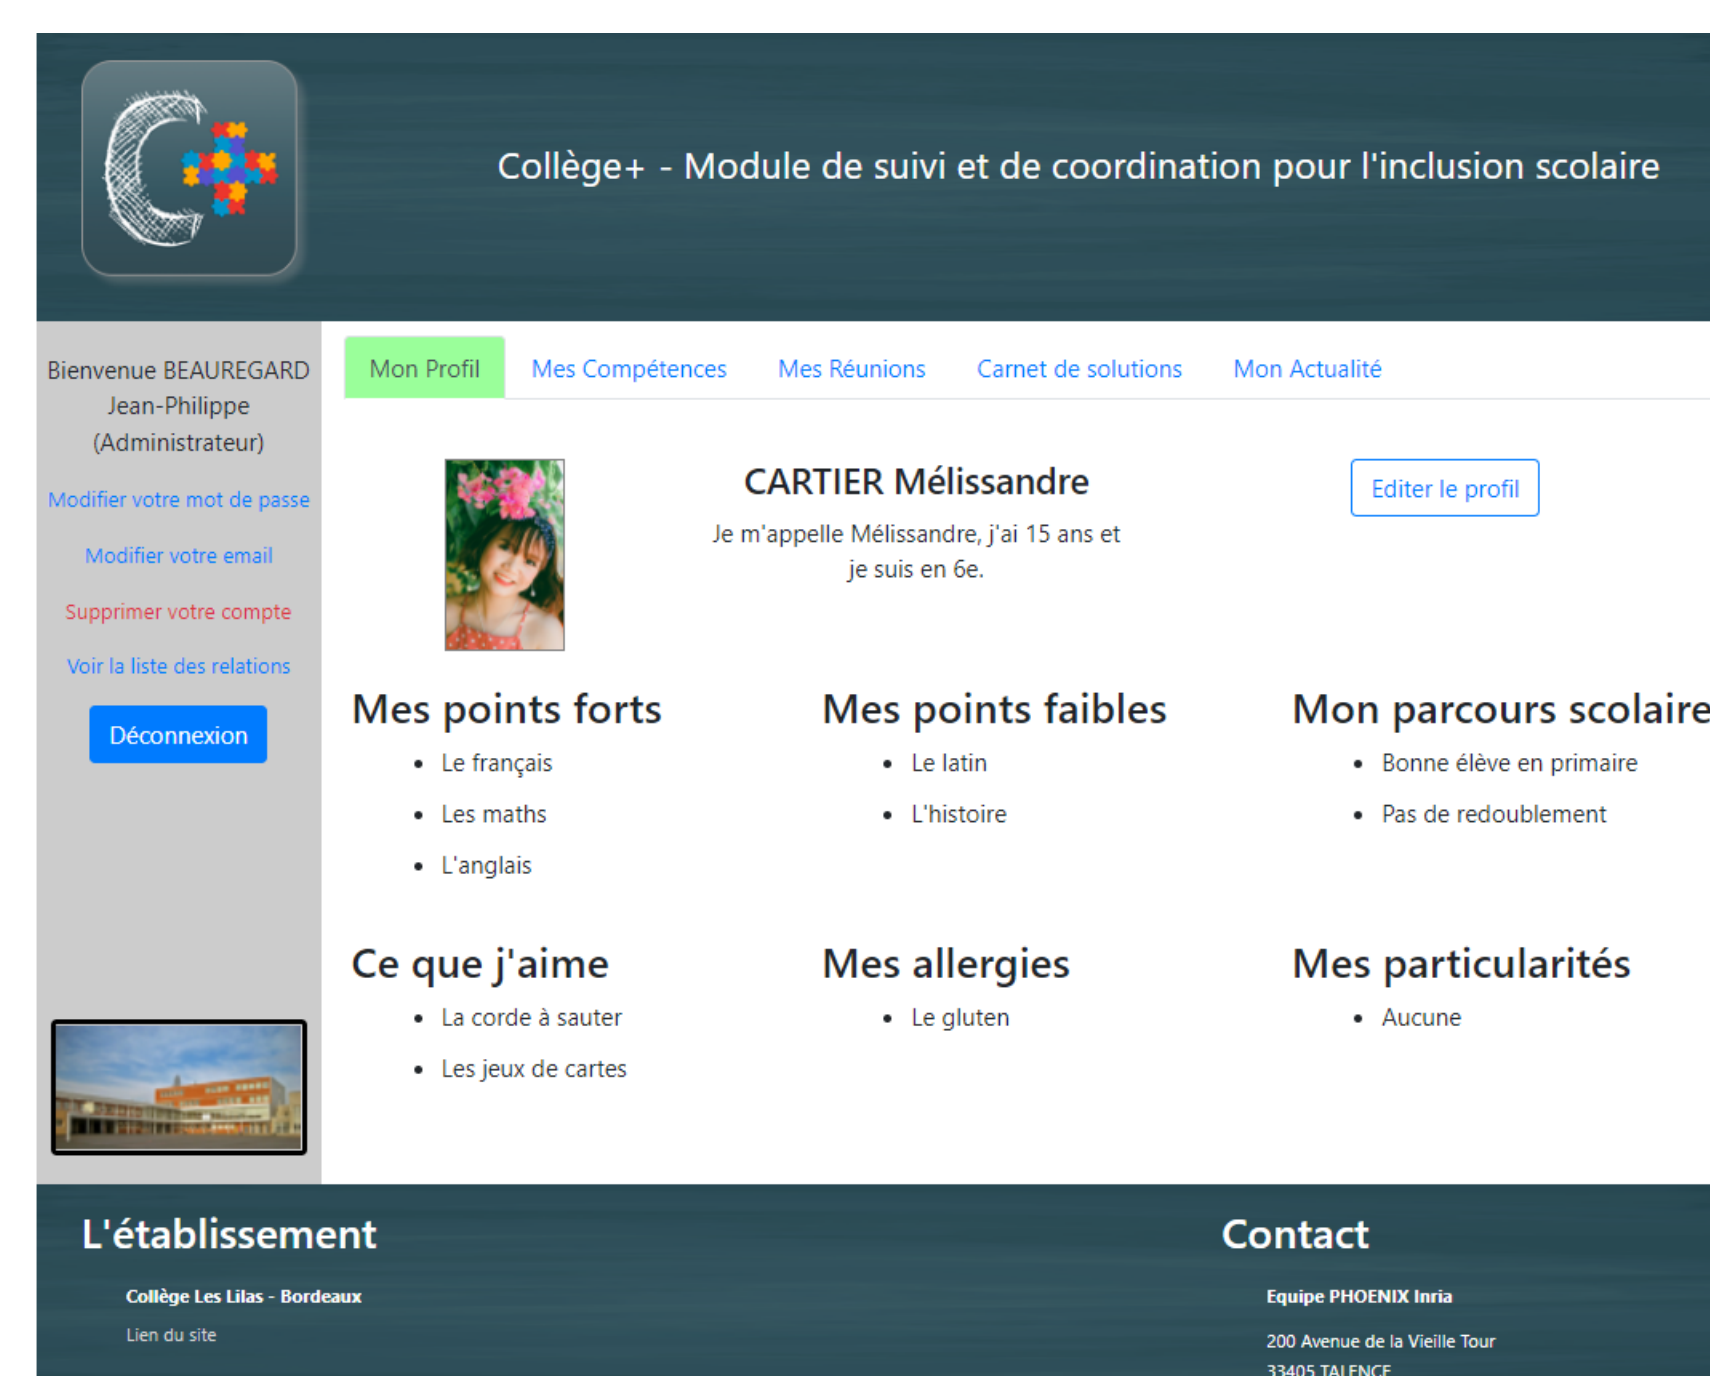 C+
Collège+ - Module de suivi et de coordination pour l'inclusion scolaire
Bienvenue BEAUREGARD
Jean-Philippe
(Administrateur)
Modifier votre mot de passe
Modifier votre email
Supprimer votre compte
Voir la liste des relations
Déconnexion
Mon Profil
Mes Compétences
Mes Réunions
Carnet de solutions
Mon Actualité
CARTIER Mélissandre
Je m'appelle Mélissandre, j'ai 15 ans et
je suis en 6e.
Editer le profil
Mes points forts
Le français
Les maths
L'anglais
Mes points faibles
Le latin
L'histoire
Mon parcours scolaire
Bonne élève en primaire
Pas de redoublement
Ce que j'aime
La corde à sauter
Les jeux de cartes
Mes allergies
Le gluten
Mes particularités
Aucune
L'établissement
Collège Les Lilas - Bordeaux
Lien du site
Contact
Equipe PHOENIX Inria
200 Avenue de la Vieille Tour
33405 TALENCE